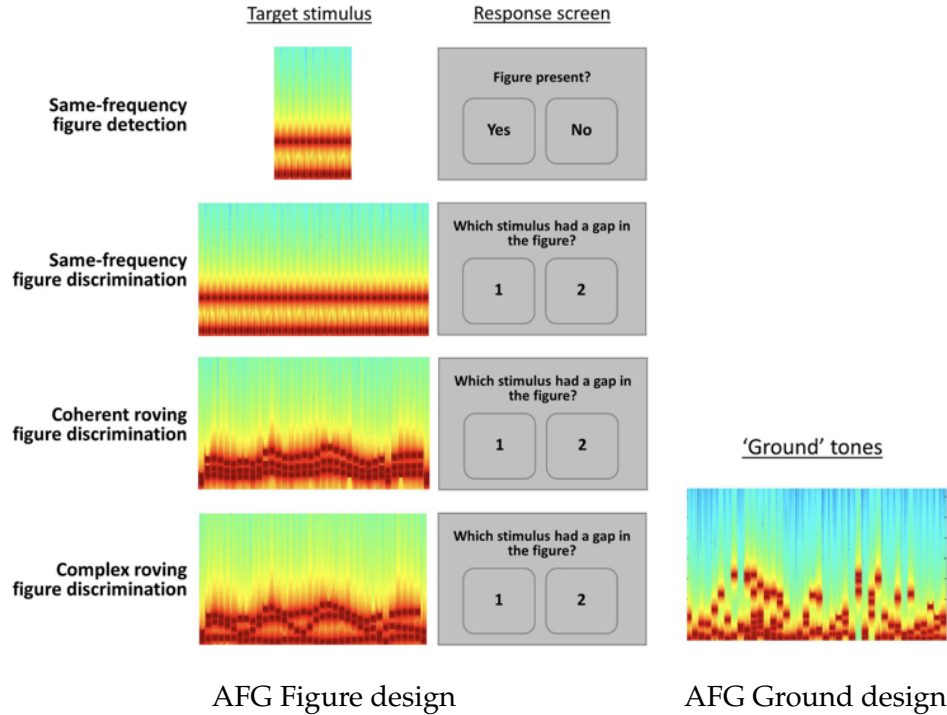 Target stimulus
Response screen
Same-frequency
figure detection
Figure present?
Yes
No
Same-frequency
figure discrimination
Which stimulus had a gap in
the figure?
1
2
Coherent roving
figure discrimination
Which stimulus had a gap in
the figure?
1
2
Complex roving
figure discrimination
Which stimulus had a gap in
the figure?
1
2
‘Ground’ tones
AFG Figure design
AFG Ground design